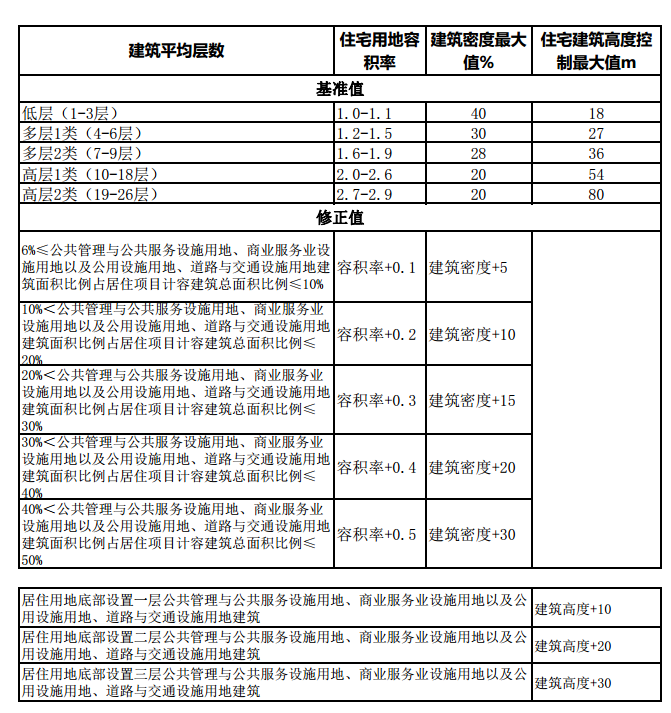 建筑平均层数
住宅用地容
积率
建筑密度最大
值%
住宅建筑高度控
制最大值m
基准值
低层（1-3层） 1.0-1.1 40 18
多层1类（4-6层） 1.2-1.5 30 27
多层2类（7-9层） 1.6-1.9 28 36
高层1类（10-18层） 2.0-2.6 20 54
高层2类（19-26层） 2.7-2.9 20 80
修正值
6%≤公共管理与公共服务设施用地、商业服务业设
施用地以及公用设施用地、道路与交通设施用地建
筑面积比例占居住项目计容建筑总面积比例≤10%
容积率+0.1 建筑密度+5
10%＜公共管理与公共服务设施用地、商业服务业
设施用地以及公用设施用地、道路与交通设施用地
建筑面积比例占居住项目计容建筑总面积比例≤
20%
容积率+0.2 建筑密度+10
20%＜公共管理与公共服务设施用地、商业服务业
设施用地以及公用设施用地、道路与交通设施用地
建筑面积比例占居住项目计容建筑总面积比例≤
30%
容积率+0.3 建筑密度+15
30%＜公共管理与公共服务设施用地、商业服务业
设施用地以及公用设施用地、道路与交通设施用地
建筑面积比例占居住项目计容建筑总面积比例≤
40%
容积率+0.4 建筑密度+20
40%＜公共管理与公共服务设施用地、商业服务业
设施用地以及公用设施用地、道路与交通设施用地
建筑面积比例占居住项目计容建筑总面积比例≤
50%
容积率+0.5 建筑密度+30
居住用地底部设置一层公共管理与公共服务设施用地、商业服务业设施用地以及公
用设施用地、道路与交通设施用地建筑
建筑高度+10
居住用地底部设置二层公共管理与公共服务设施用地、商业服务业设施用地以及公
用设施用地、道路与交通设施用地建筑
建筑高度+20
居住用地底部设置三层公共管理与公共服务设施用地、商业服务业设施用地以及公
用设施用地、道路与交通设施用地建筑
建筑高度+30